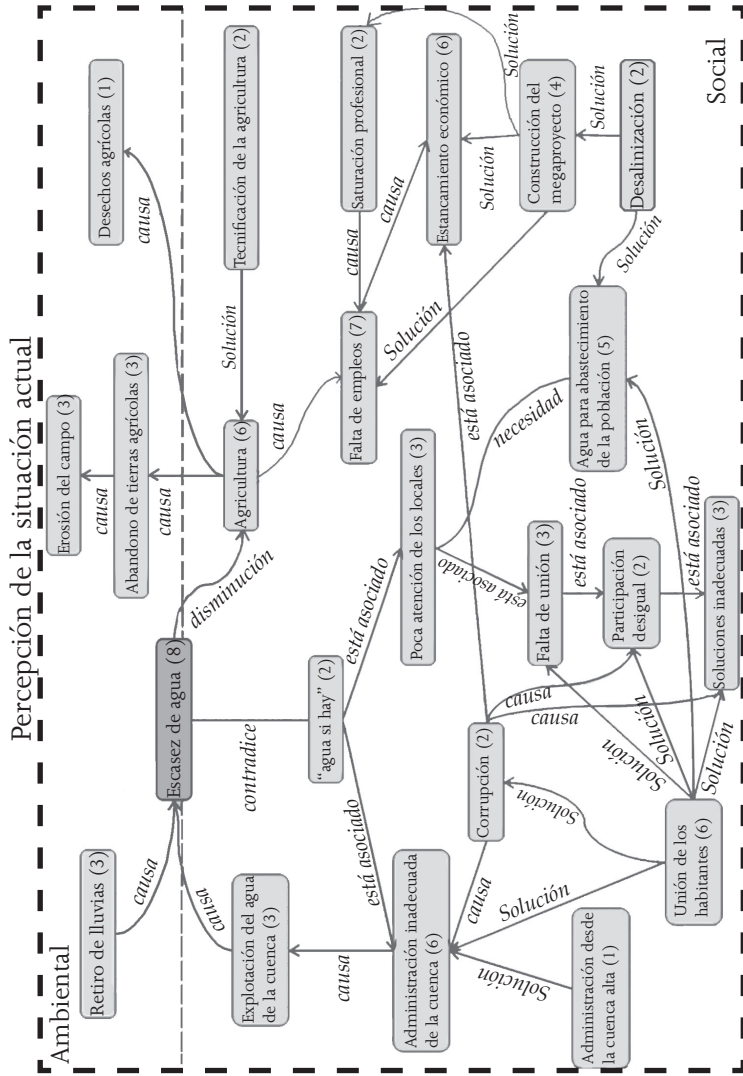 Percepción de la situación actual
Ambiental
Retiro de lluvias (3)
causa
Erosión del campo (3)
causa
Desechos agrícolas (1)
Abandono de tierras agrícolas (3)
causa
causa
Escasez de agua (8)
causa
Explotación del agua
de la cuenca (3)
disminución
Agricultura (6)
Solución
Tecnificación de la agricultura (2)
contradice
causa
causa
"agua si hay" (2)
está asociado
está asociado
Falta de empleos (7)
causa
Saturación profesional (2)
Administración inadecuada
de la cuenca (6)
Poca atención de los locales (3)
causa
Estancamiento económico (6)
causa
Corrupción (2)
está asociado
Solución
Solución
Solución
necesidad
está asociado
Construcción del
megaproyecto (4)
Solución
Solución
Solución
causa
causa
Falta de unión (3)
está asociado
Agua para abastecimiento
de la población (5)
Solución
Solución
Desalinización (2)
Administración desde
la cuenca alta (1)
Solución
Solución
Participación
desigual (2)
Solución
está asociado
Unión de los
habitantes (6)
Solución
Soluciones inadecuadas (3)
Social